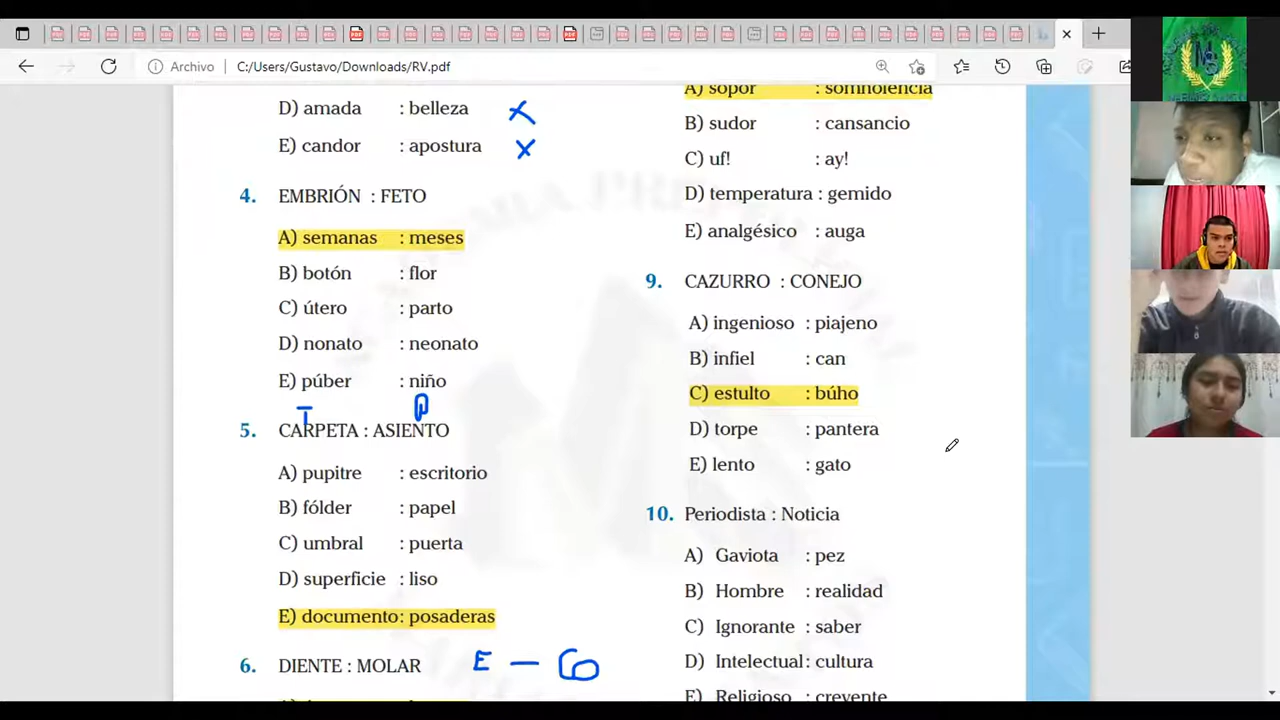 Archivo
C:/Users/Gustavo/Downloads/RV.pdf
D) amada : belleza
E) candor : apostura
4. EMBRIÓN : FETO
A) semanas : meses
B) botón : flor
C) útero : parto
D) nonato : neonato
E) púber : niño
T P
5. CARPETA : ASIENTO
A) pupitre : escritorio
B) fólder : papel
C) umbral : puerta
D) superficie : liso
E) documento: posaderas
6. DIENTE : MOLAR
E – Co
A) sopor : somnolencia
B) sudor : cansancio
C) uf! : ay!
D) temperatura : gemido
E) analgésico : auga
9. CAZURRO : CONEJO
A) ingenioso : piajeno
B) infiel : can
C) estulto : búho
D) torpe : pantera
E) lento : gato
10. Periodista : Noticia
A) Gaviota : pez
B) Hombre : realidad
C) Ignorante : saber
D) Intelectual : cultura
E) Religioso : creyente